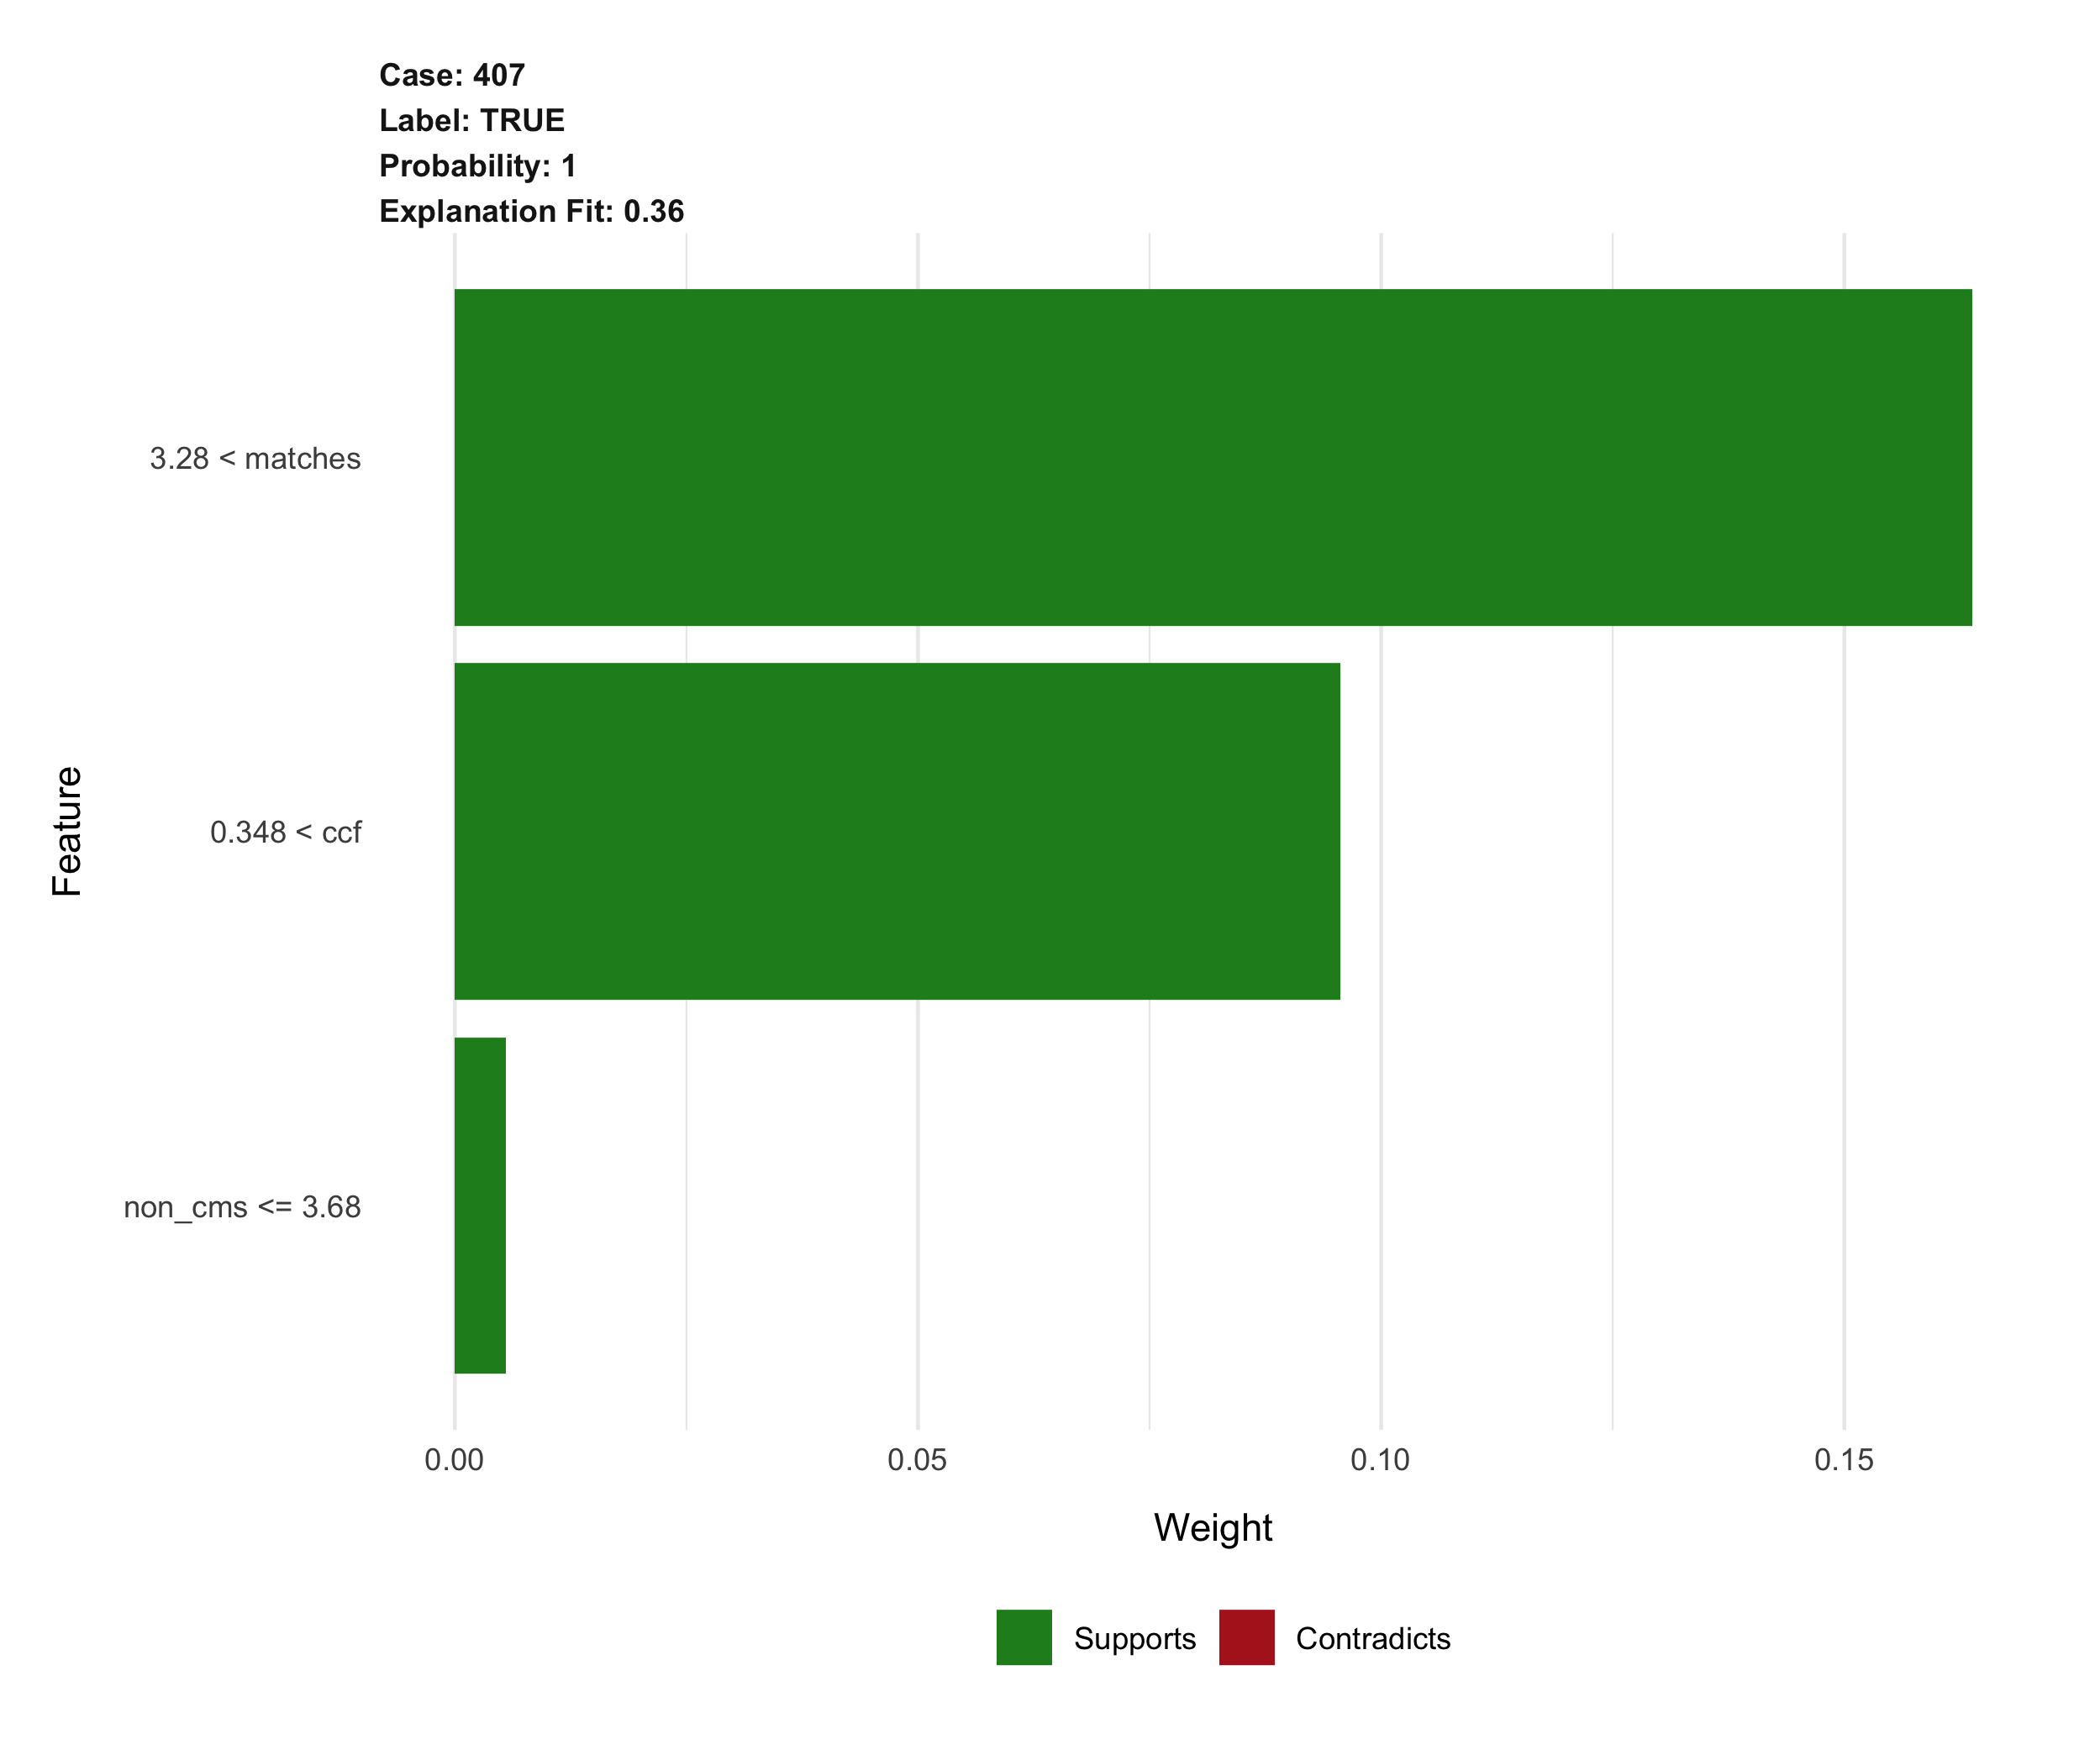 Case: 407
Label: TRUE
Probability: 1
Explanation Fit: 0.36
3.28 < matches
0.348 < ccf
non_cms <= 3.68
Feature
0.00
0.05
0.10
0.15
Weight
Supports
Contradicts